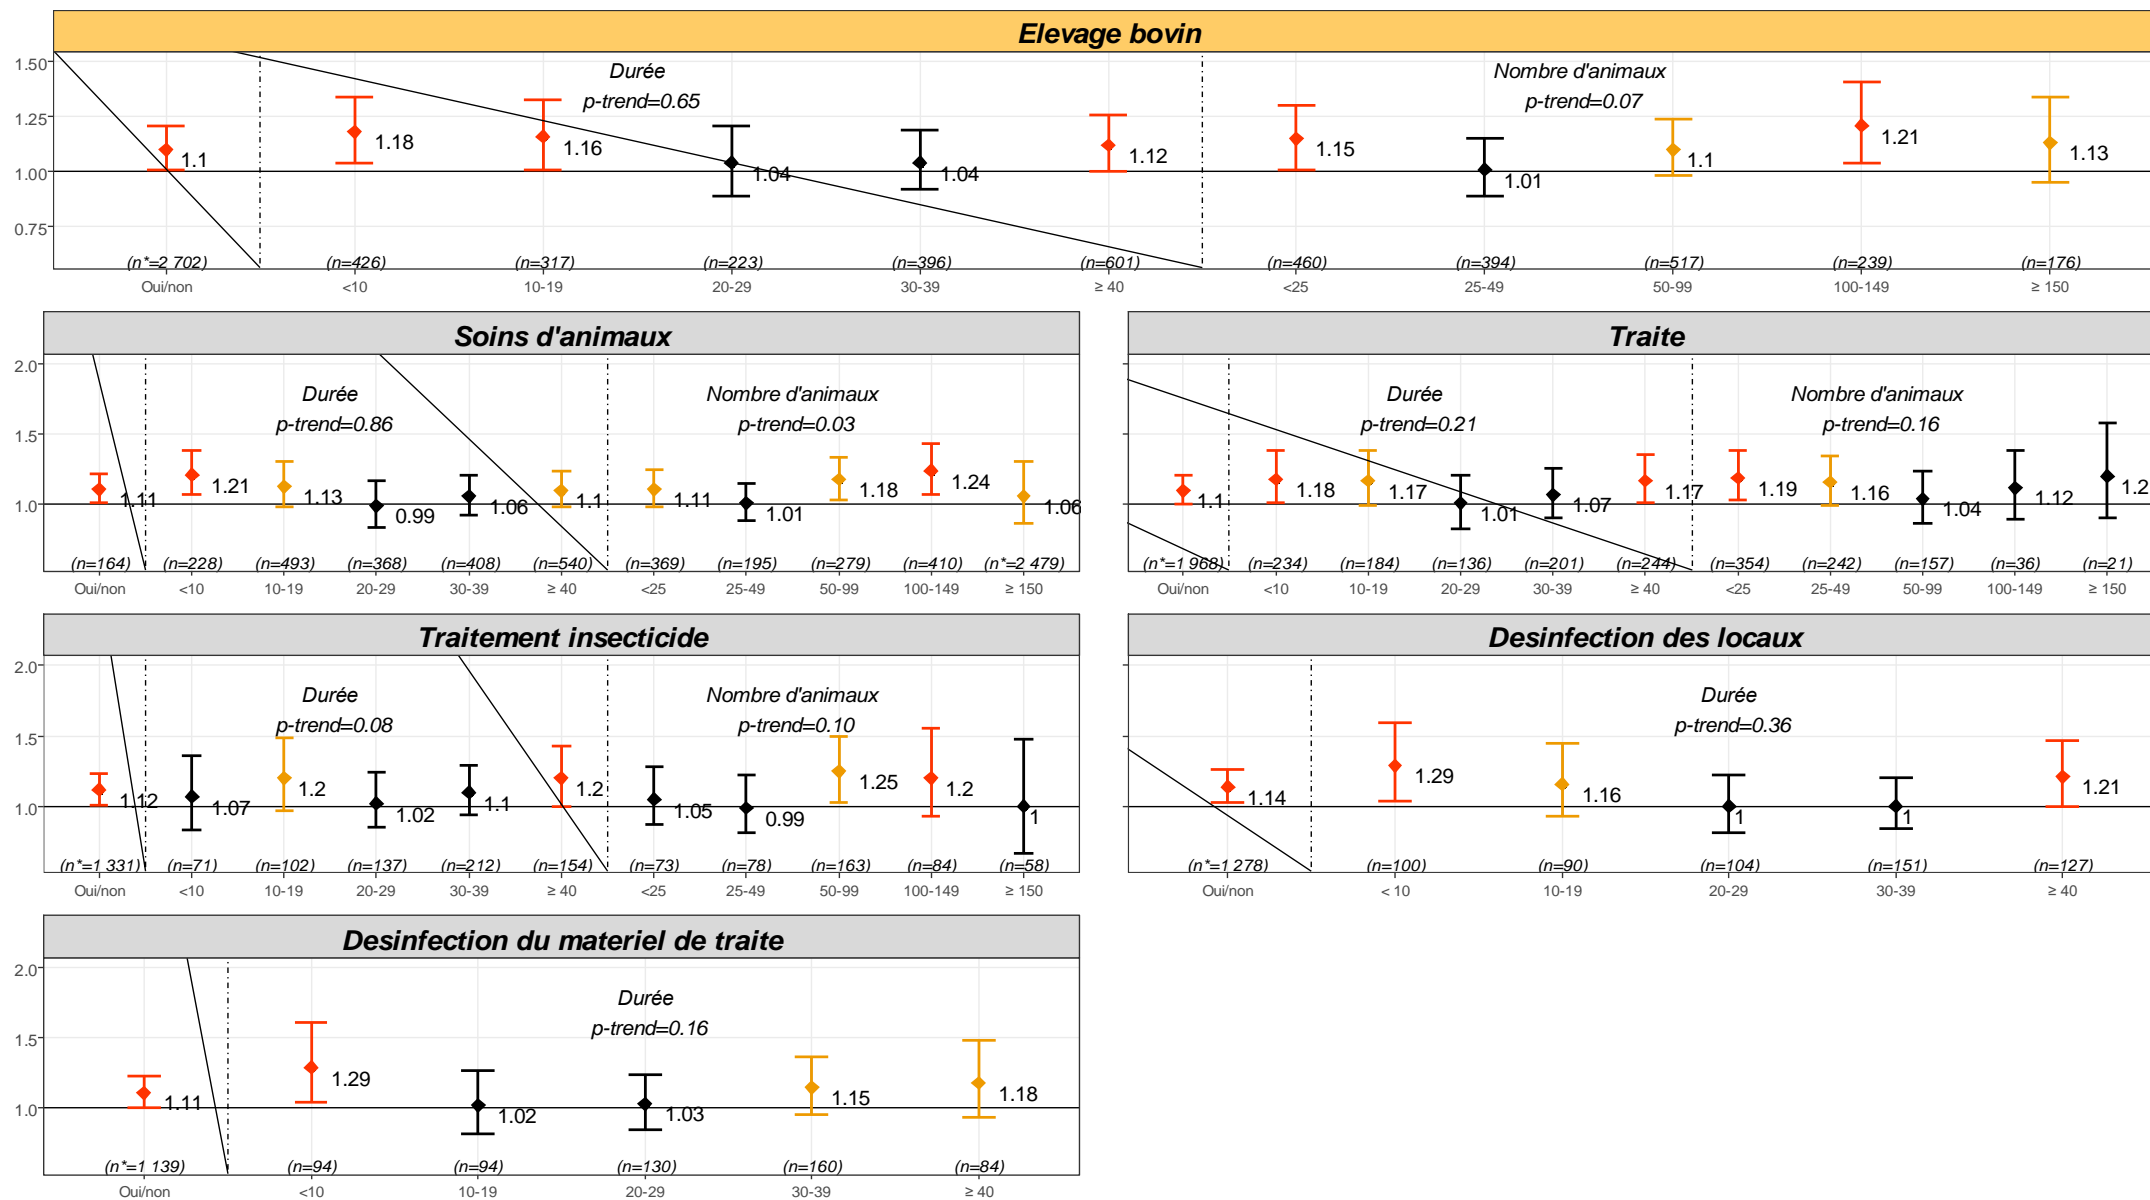 Elevage bovin
Durée
p-trend=0.65
Nombre d'animaux
p-trend=0.07
1.50
1.25
1.00
0.75
1.1
1.18
1.16
1.04
1.04
1.12
1.15
1.01
1.1
1.21
1.13
(n*=2 702)
(n=426)
(n=317)
(n=223)
(n=396)
(n=601)
(n=460)
(n=394)
(n=517)
(n=239)
(n=176)
Oui/non
<10
10-19
20-29
30-39
≥ 40
<25
25-49
50-99
100-149
≥ 150
Soins d'animaux
Durée
p-trend=0.86
Nombre d'animaux
p-trend=0.03
2.0
1.5
1.0
1.11
1.21
1.13
0.99
1.06
1.1
1.11
1.01
1.18
1.24
1.06
(n=164)
(n=228)
(n=493)
(n=368)
(n=408)
(n=540)
(n=369)
(n=195)
(n=279)
(n=410)
(n*=2 479)
Oui/non
<10
10-19
20-29
30-39
≥ 40
<25
25-49
50-99
100-149
≥ 150
Traite
Durée
p-trend=0.21
Nombre d'animaux
p-trend=0.16
1.1
1.18
1.17
1.01
1.07
1.17
1.19
1.16
1.04
1.12
1.2
(n*=1 968)
(n=234)
(n=184)
(n=136)
(n=201)
(n=244)
(n=354)
(n=242)
(n=157)
(n=36)
(n=21)
Oui/non
<10
10-19
20-29
30-39
≥ 40
<25
25-49
50-99
100-149
≥ 150
Traitement insecticide
Durée
p-trend=0.08
Nombre d'animaux
p-trend=0.10
2.0
1.5
1.0
1.12
1.07
1.2
1.02
1.1
1.2
1.05
0.99
1.25
1.2
1
(n*=1 331)
(n=71)
(n=102)
(n=137)
(n=212)
(n=154)
(n=73)
(n=78)
(n=163)
(n=84)
(n=58)
Oui/non
<10
10-19
20-29
30-39
≥ 40
<25
25-49
50-99
100-149
≥ 150
Desinfection des locaux
Durée
p-trend=0.36
1.14
1.29
1.16
1
1
1.21
(n*=1 278)
(n=100)
(n=90)
(n=104)
(n=151)
(n=127)
Oui/non
< 10
10-19
20-29
30-39
≥ 40
Desinfection du materiel de traite
Durée
p-trend=0.16
2.0
1.5
1.0
1.11
1.29
1.02
1.03
1.15
1.18
(n*=1 139)
(n=94)
(n=94)
(n=130)
(n=160)
(n=84)
Oui/non
<10
10-19
20-29
30-39
≥ 40